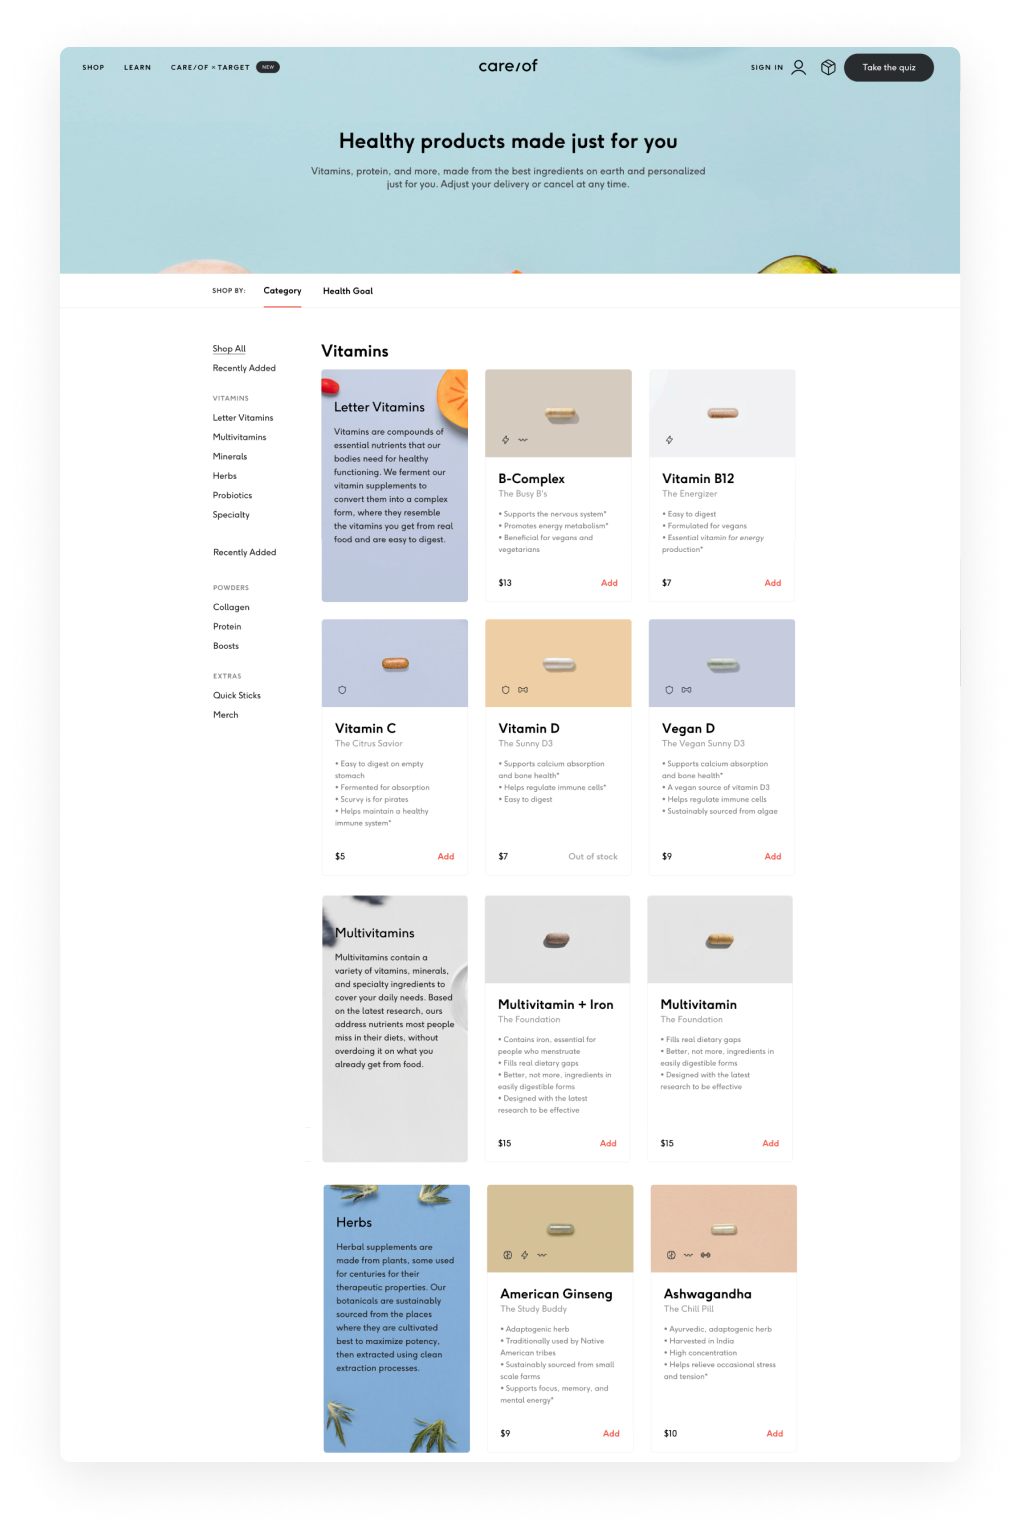 SHOP LEARN CARE/OF × TARGET NEW
care/of
SIGN IN Take the quiz
Healthy products made just for you
Vitamins, protein, and more, made from the best ingredients on earth and personalized
just for you. Adjust your delivery or cancel at any time.
SHOP BY: Category Health Goal
Shop All
Recently Added
VITAMINS
Letter Vitamins
Multivitamins
Minerals
Herbs
Probiotics
Specialty
Recently Added
POWDERS
Collagen
Protein
Boosts
EXTRAS
Quick Sticks
Merch
Vitamins
Letter Vitamins
Vitamins are compounds of
essential nutrients that our
bodies need for healthy
functioning. We ferment our
vitamin supplements to
convert them into a complex
form, where they resemble
the vitamins you get from real
food and are easy to digest.
B-Complex
The Busy B's
• Supports the nervous system*
• Promotes energy metabolism*
• Beneficial for vegans and
vegetarians
$13 Add
Vitamin B12
The Energizer
• Easy to digest
• Formulated for vegans
• Essential vitamin for energy
production*
$7 Add
Vitamin C
The Citrus Savior
• Easy to digest on empty
stomach
• Fermented for absorption
• Scurvy is for pirates
• Helps maintain a healthy
immune system*
$5 Add
Vitamin D
The Sunny D3
• Supports calcium absorption
and bone health*
• Helps regulate immune cells*
• Easy to digest
$7 Out of stock
Vegan D
The Vegan Sunny D3
• Supports calcium absorption
and bone health*
• A vegan source of vitamin D3
• Helps regulate immune cells
• Sustainably sourced from algae
$9 Add
Multivitamins
Multivitamins contain a
variety of vitamins, minerals,
and specialty ingredients to
cover your daily needs. Based
on the latest research, ours
address nutrients most people
miss in their diets, without
overdoing it on what you
already get from food.
Multivitamin + Iron
The Foundation
• Contains iron, essential for
people who menstruate
• Fills real dietary gaps
• Better, not more, ingredients in
easily digestible forms
• Designed with the latest
research to be effective
$15 Add
Multivitamin
The Foundation
• Fills real dietary gaps
• Better, not more, ingredients in
easily digestible forms
• Designed with the latest
research to be effective
$15 Add
Herbs
Herbal supplements are
made from plants, some used
for centuries for their
therapeutic properties. Our
botanicals are sustainably
sourced from the places
where they are cultivated
best to maximize potency,
then extracted using clean
extraction processes.
American Ginseng
The Study Buddy
• Adaptogenic herb
• Traditionally used by Native
American tribes
• Sustainably sourced from small
scale farms
• Supports focus, memory, and
mental energy*
$9 Add
Ashwagandha
The Chill Pill
• Ayurvedic, adaptogenic herb
• Harvested in India
• High concentration
• Helps relieve occasional stress
and tension*
$10 Add